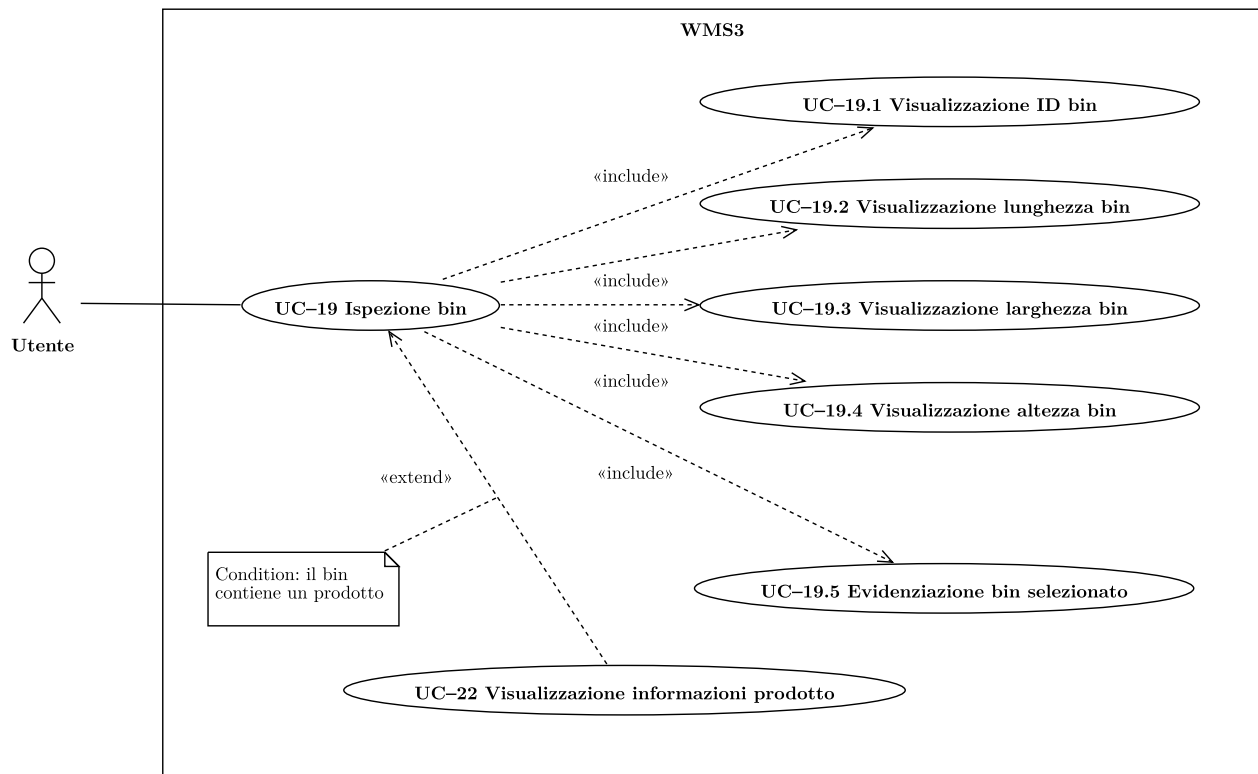 WMS3
UC–19.1 Visualizzazione ID bin
«include»
UC–19.2 Visualizzazione lunghezza bin
«include»
UC–19 Ispezione bin
UC–19.3 Visualizzazione larghezza bin
«include»
Utente
«include»
UC–19.4 Visualizzazione altezza bin
«extend»
«include»
Condition: il bin
contiene un prodotto
UC–19.5 Evidenziazione bin selezionato
UC–22 Visualizzazione informazioni prodotto